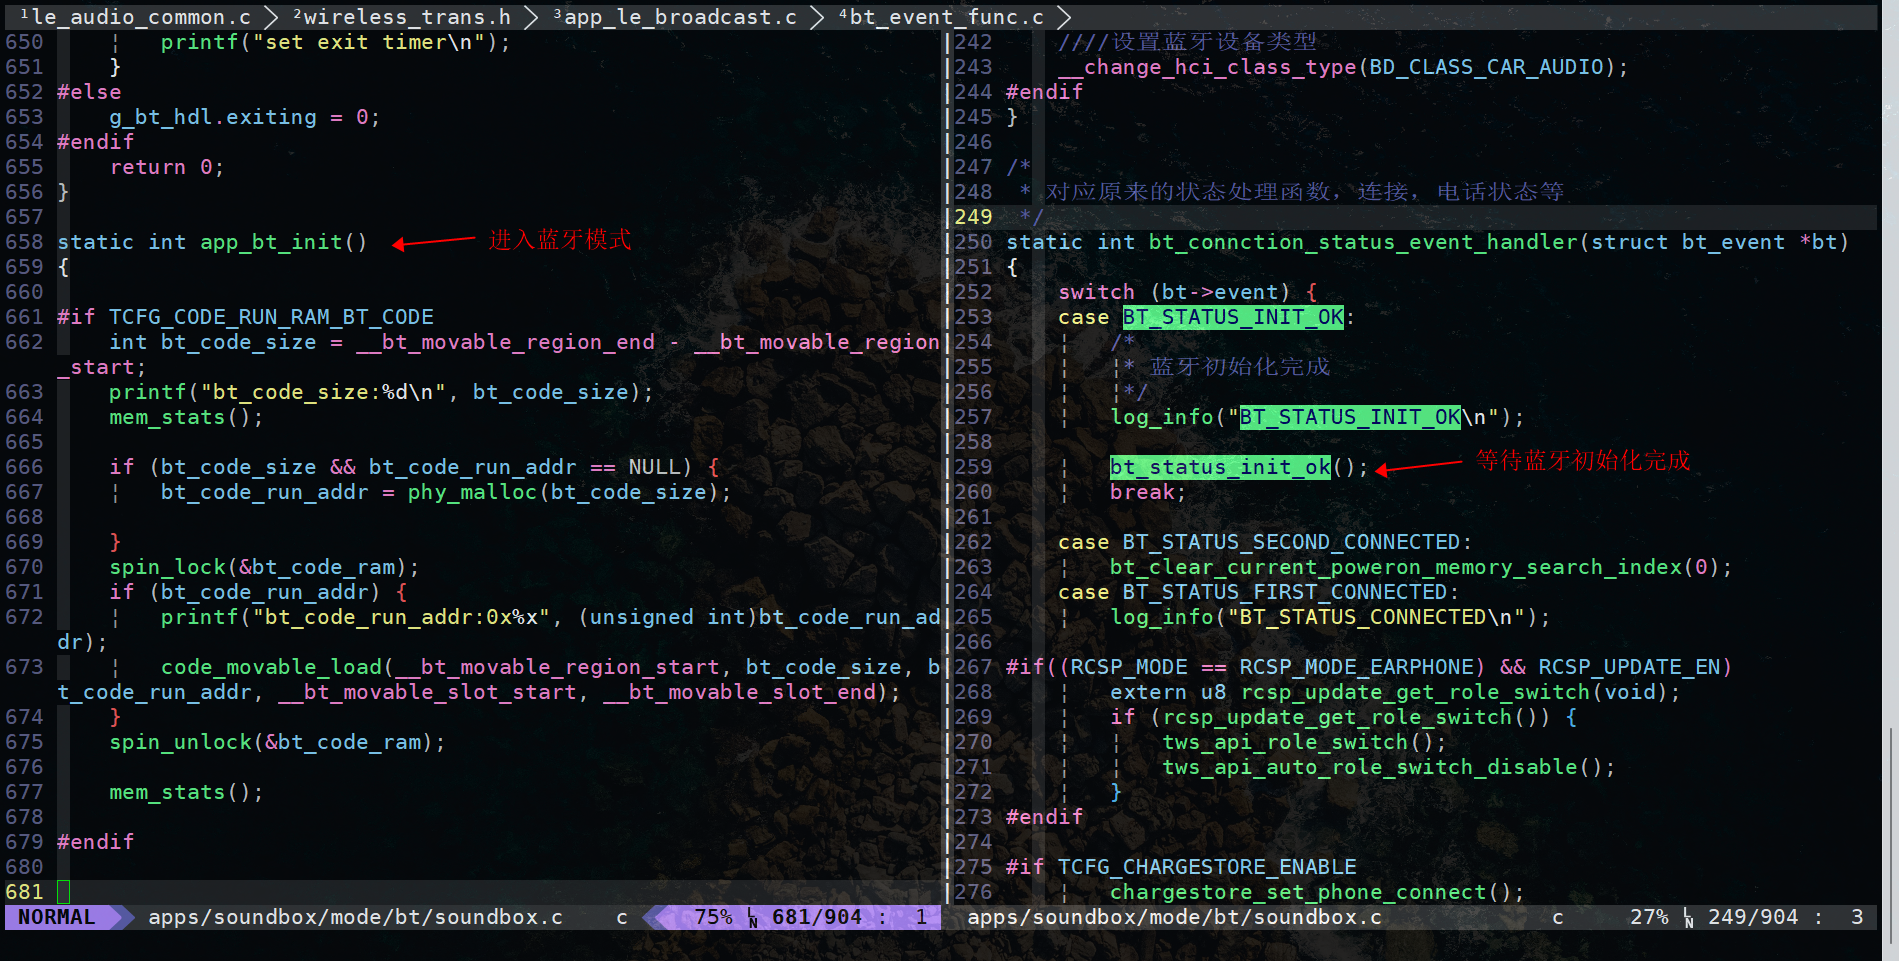 ¹le_audio_common.c > ²wireless_trans.h > ³app_le_broadcast.c > ⁴bt_event_func.c >
650 ¦ printf("set exit timer\n");
651 }
652 #else
653 g_bt_hdl.exiting = 0;
654 #endif
655 return 0;
656 }
657
658 static int app_bt_init() 进入蓝牙模式
659 {
660
661 #if TCFG_CODE_RUN_RAM_BT_CODE
662 int bt_code_size = __bt_movable_region_end - __bt_movable_region
_start;
663 printf("bt_code_size:%d\n", bt_code_size);
664 mem_stats();
665
666 if (bt_code_size && bt_code_run_addr == NULL) {
667 ¦ bt_code_run_addr = phy_malloc(bt_code_size);
668
669 }
670 spin_lock(&bt_code_ram);
671 if (bt_code_run_addr) {
672 ¦ printf("bt_code_run_addr:0x%x", (unsigned int)bt_code_run_ad
dr);
673 ¦ code_movable_load(__bt_movable_region_start, bt_code_size, b
t_code_run_addr, __bt_movable_slot_start, __bt_movable_slot_end);
674 }
675 spin_unlock(&bt_code_ram);
676
677 mem_stats();
678
679 #endif
680
681
NORMAL apps/soundbox/mode/bt/soundbox.c c 75% LN 681/904 : 1
242 ////设置蓝牙设备类型
243 __change_hci_class_type(BD_CLASS_CAR_AUDIO);
244 #endif
245 }
246
247 /*
248 * 对应原来的状态处理函数，连接，电话状态等
249 */
250 static int bt_connction_status_event_handler(struct bt_event *bt)
251 {
252 switch (bt->event) {
253 case BT_STATUS_INIT_OK:
254 ¦ /*
255 ¦ ¦* 蓝牙初始化完成
256 ¦ ¦*/
257 ¦ log_info("BT_STATUS_INIT_OK\n");
258
259 ¦ bt_status_init_ok(); 等待蓝牙初始化完成
260 ¦ break;
261
262 case BT_STATUS_SECOND_CONNECTED:
263 ¦ bt_clear_current_poweron_memory_search_index(0);
264 case BT_STATUS_FIRST_CONNECTED:
265 ¦ log_info("BT_STATUS_CONNECTED\n");
266
267 #if((RCSP_MODE == RCSP_MODE_EARPHONE) && RCSP_UPDATE_EN)
268 ¦ extern u8 rcsp_update_get_role_switch(void);
269 ¦ if (rcsp_update_get_role_switch()) {
270 ¦ ¦ tws_api_role_switch();
271 ¦ ¦ tws_api_auto_role_switch_disable();
272 ¦ }
273 #endif
274
275 #if TCFG_CHARGESTORE_ENABLE
276 ¦ chargestore_set_phone_connect();
apps/soundbox/mode/bt/soundbox.c c 27% LN 249/904 : 3